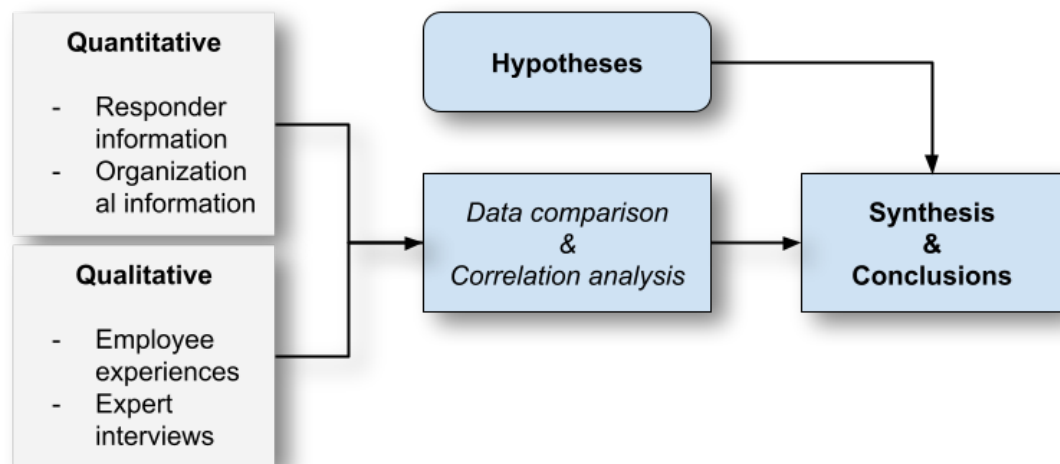 Quantitative
- Responder
information
- Organization
al information
Qualitative
- Employee
experiences
- Expert
interviews
Hypotheses
Data comparison
&
Correlation analysis
Synthesis
&
Conclusions